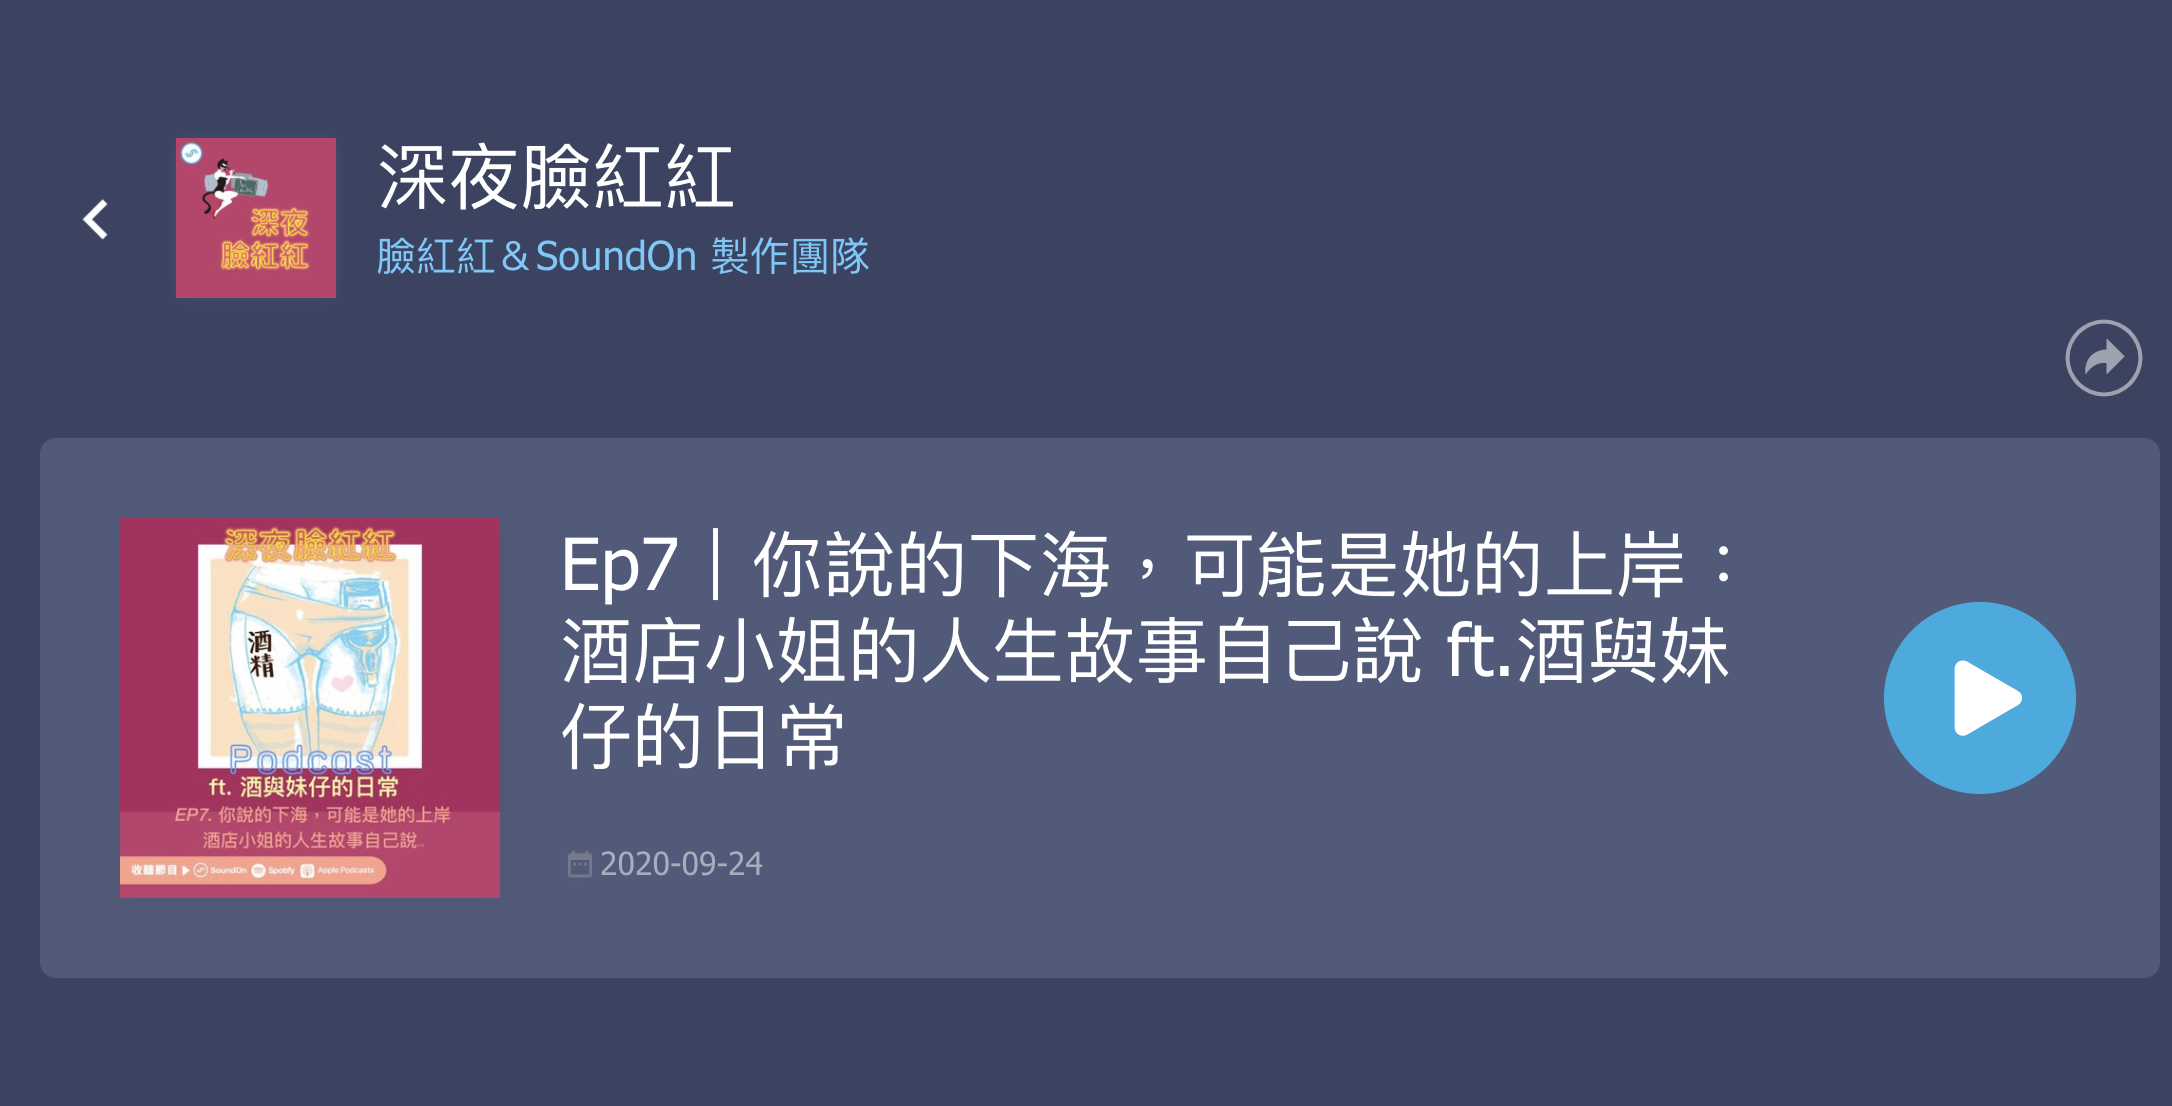 深夜臉紅紅
臉紅紅＆SoundOn 製作團隊
深夜
臉紅紅
Ep7｜你說的下海，可能是她的上岸：
酒店小姐的人生故事自己說 ft.酒與妹
仔的日常
2020-09-24
深夜臉紅紅
酒精
Podcast
ft. 酒與妹仔的日常
EP7. 你說的下海，可能是她的上岸
酒店小姐的人生故事自己說..
收聽節目 ▶ SoundOn Spotify Apple Podcasts